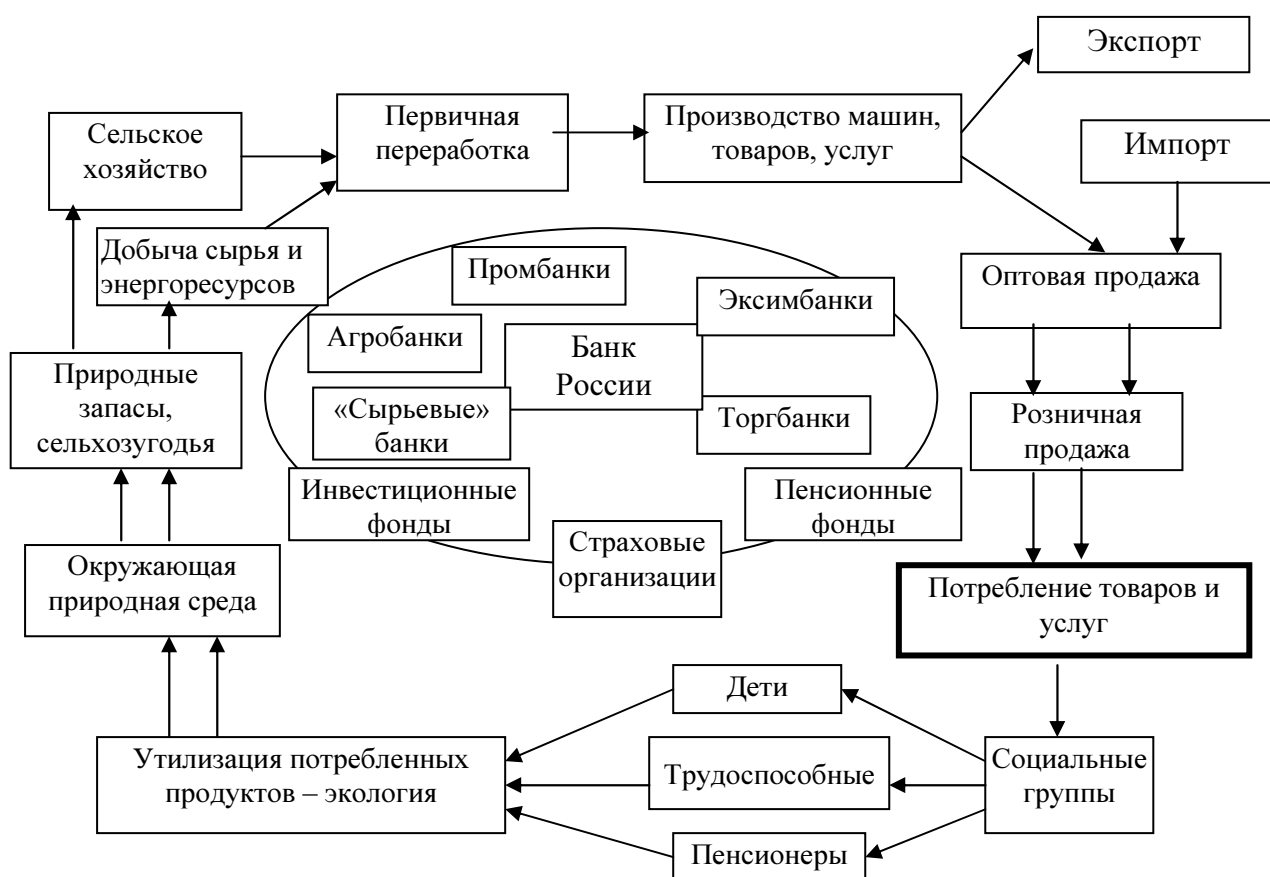 Экспорт
Сельское
хозяйство
Первичная
переработка
Производство машин,
товаров, услуг
Импорт
Добыча сырья и
энергоресурсов
Промбанки
Эксимбанки
Оптовая продажа
Агробанки
Банк
России
Природные
запасы,
сельхозугодья
«Сырьевые»
банки
Торгбанки
Розничная
продажа
Инвестиционные
фонды
Пенсионные
фонды
Страховые
организации
Окружающая
природная среда
Потребление товаров и
услуг
Дети
Утилизация потребленных
продуктов – экология
Трудоспособные
Социальные
группы
Пенсионеры